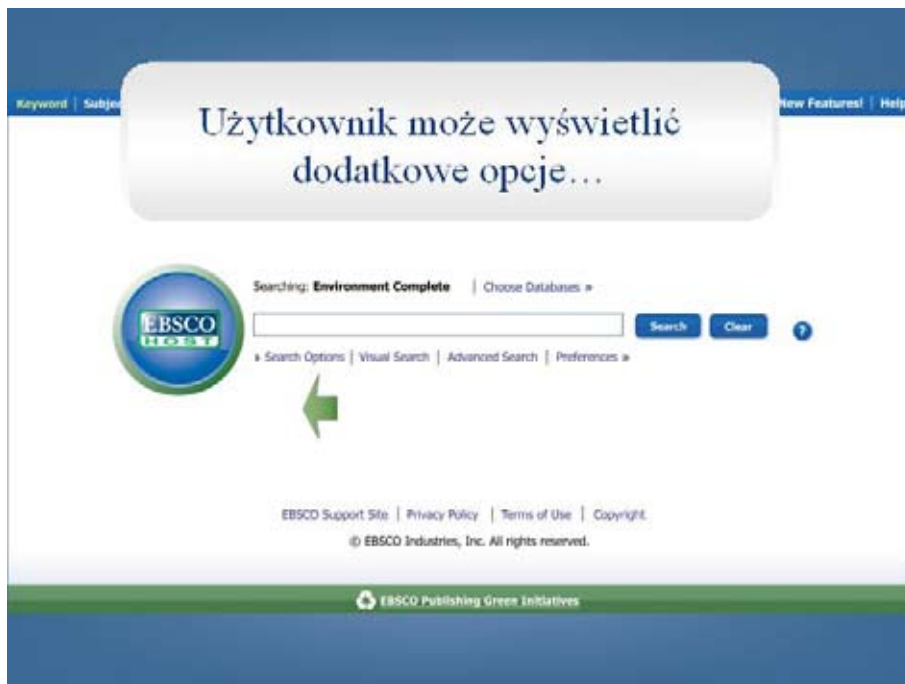 Keyword | Subje
New Features! | Help
Użytkownik może wyświetlić
dodatkowe opcje…
Searching: Environment Complete | Choose Databases »
EBSCO
HOST
Search
Clear
?
» Search Options | Visual Search | Advanced Search | Preferences »
EBSCO Support Site | Privacy Policy | Terms of Use | Copyright
© EBSCO Industries, Inc. All rights reserved.
EBSCO Publishing Green Initiatives